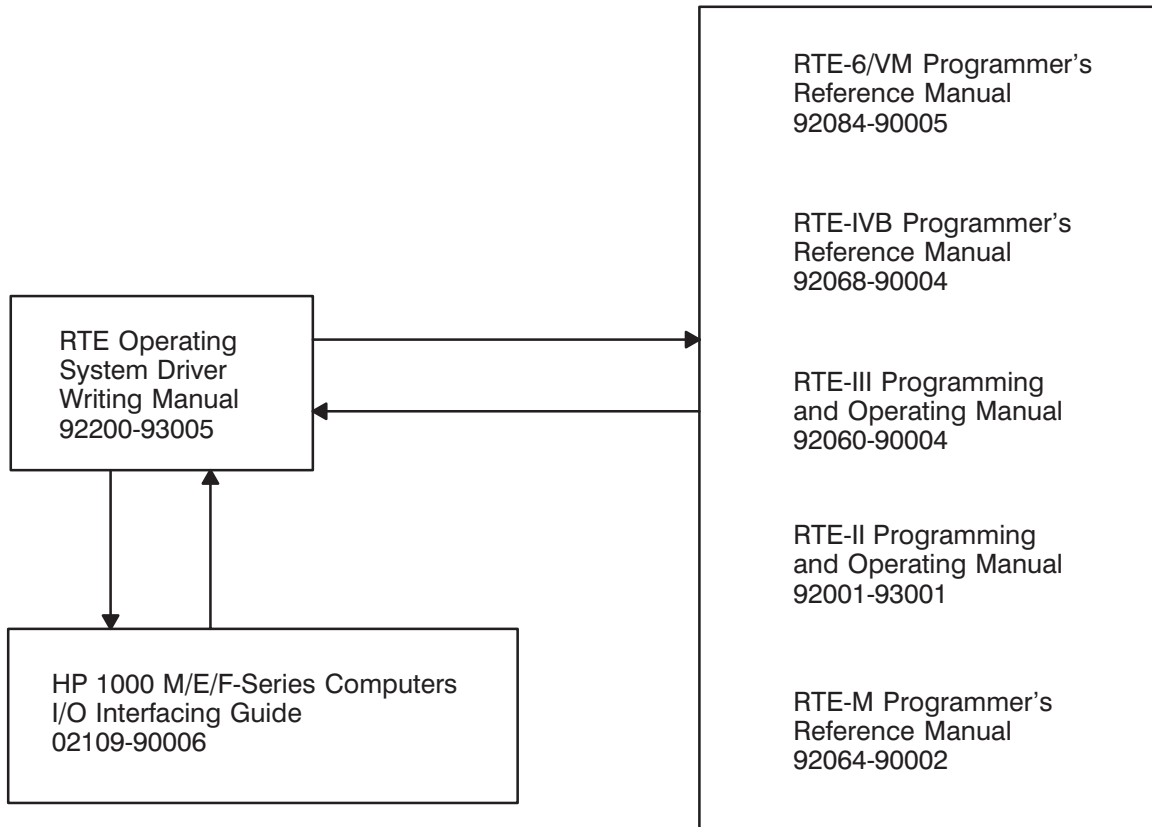 RTE Operating
System Driver
Writing Manual
92200-93005
HP 1000 M/E/F-Series Computers
I/O Interfacing Guide
02109-90006
RTE-6/VM Programmer’s
Reference Manual
92084-90005
RTE-IVB Programmer’s
Reference Manual
92068-90004
RTE-III Programming
and Operating Manual
92060-90004
RTE-II Programming
and Operating Manual
92001-93001
RTE-M Programmer’s
Reference Manual
92064-90002